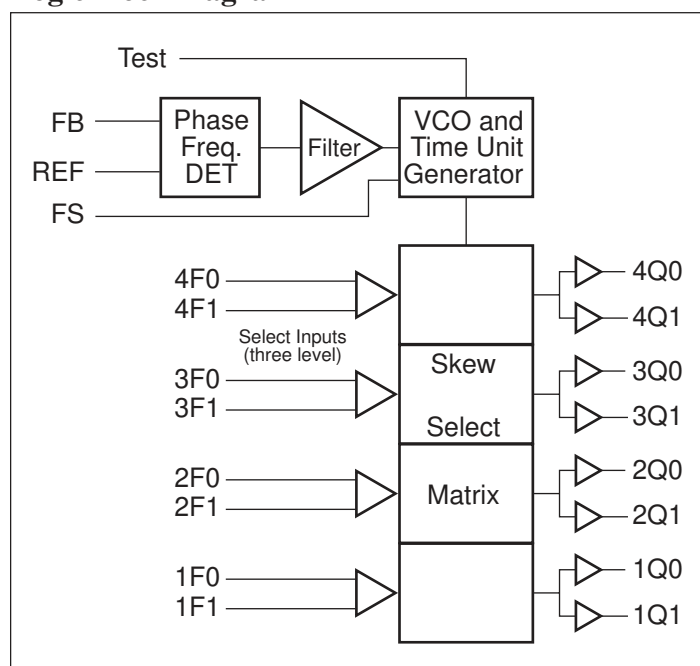 Test
FB
REF
FS
Phase
Freq.
DET
Filter
VCO and
Time Unit
Generator
4F0
4F1
Select Inputs
(three level)
3F0
3F1
2F0
2F1
1F0
1F1
Skew
Select
Matrix
4Q0
4Q1
3Q0
3Q1
2Q0
2Q1
1Q0
1Q1